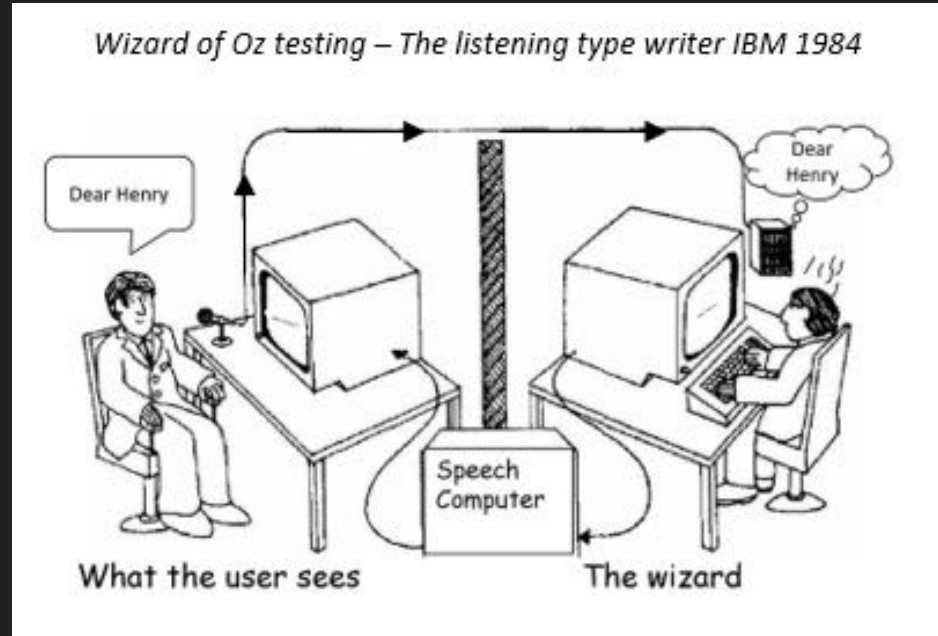 Wizard of Oz testing – The listening type writer IBM 1984
Dear Henry
Dear
Henry
Speech
Computer
What the user sees
The wizard